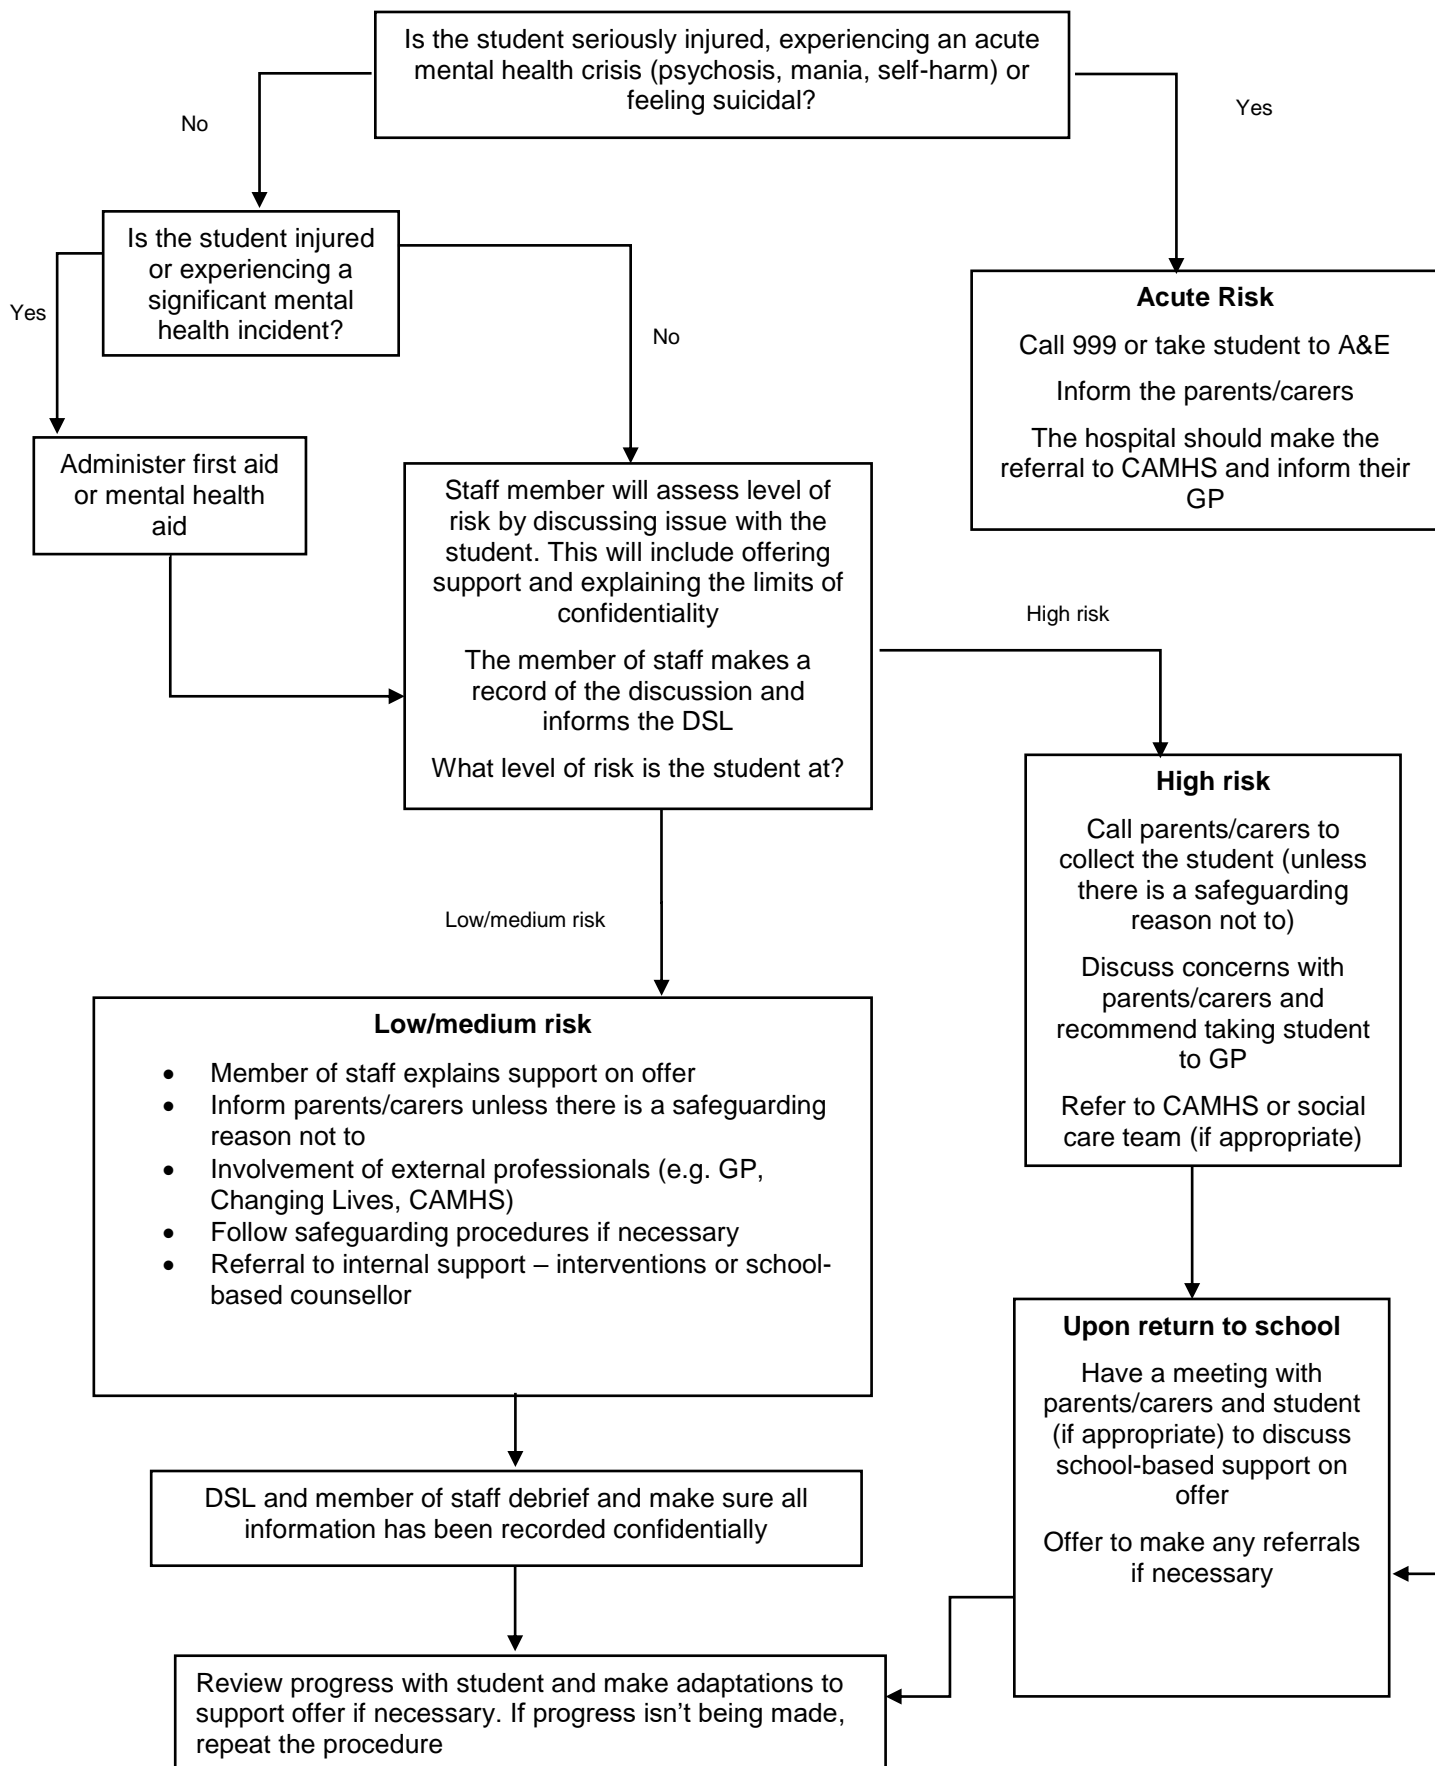 Is the student seriously injured, experiencing an acute
mental health crisis (psychosis, mania, self-harm) or
feeling suicidal?
No
Yes
Is the student injured
or experiencing a
significant mental
health incident?
Yes
No
Acute Risk
Call 999 or take student to A&E
Inform the parents/carers
The hospital should make the
referral to CAMHS and inform their
GP
Administer first aid
or mental health
aid
Staff member will assess level of
risk by discussing issue with the
student. This will include offering
support and explaining the limits of
confidentiality
The member of staff makes a
record of the discussion and
informs the DSL
What level of risk is the student at?
High risk
High risk
Call parents/carers to
collect the student (unless
there is a safeguarding
reason not to)
Discuss concerns with
parents/carers and
recommend taking student
to GP
Refer to CAMHS or social
care team (if appropriate)
Low/medium risk
Low/medium risk
• Member of staff explains support on offer
• Inform parents/carers unless there is a safeguarding
reason not to
• Involvement of external professionals (e.g. GP,
Changing Lives, CAMHS)
• Follow safeguarding procedures if necessary
• Referral to internal support – interventions or school-
based counsellor
Upon return to school
Have a meeting with
parents/carers and student
(if appropriate) to discuss
school-based support on
offer
Offer to make any referrals
if necessary
DSL and member of staff debrief and make sure all
information has been recorded confidentially
Review progress with student and make adaptations to
support offer if necessary. If progress isn't being made,
repeat the procedure